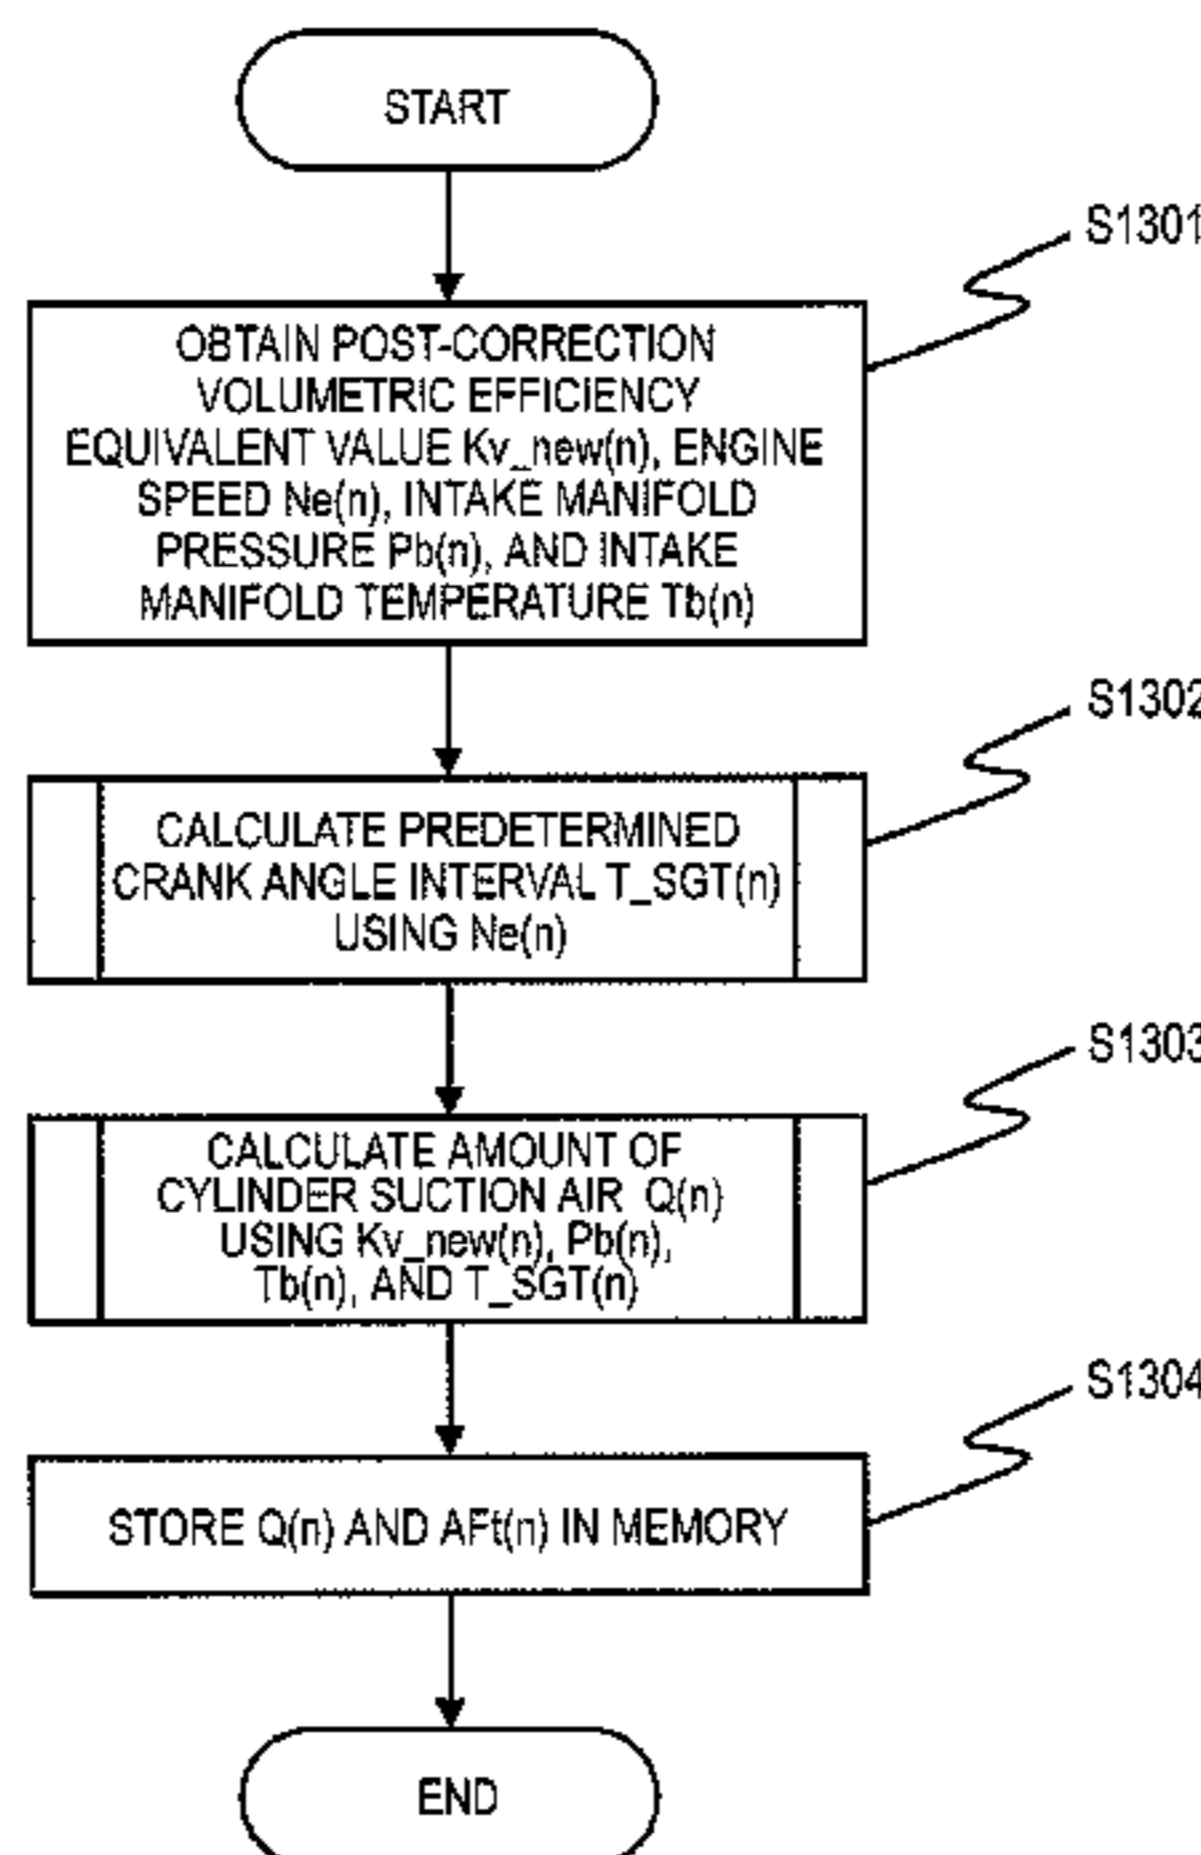 START
S1301
OBTAIN POST-CORRECTION
VOLUMETRIC EFFICIENCY
EQUIVALENT VALUE Kv_new(n), ENGINE
SPEED Ne(n), INTAKE MANIFOLD
PRESSURE Pb(n), AND INTAKE
MANIFOLD TEMPERATURE Tb(n)
S1302
CALCULATE PREDETERMINED
CRANK ANGLE INTERVAL T_SGT(n)
USING Ne(n)
S1303
CALCULATE AMOUNT OF
CYLINDER SUCTION AIR Q(n)
USING Kv_new(n), Pb(n),
Tb(n), AND T_SGT(n)
S1304
STORE Q(n) AND AFt(n) IN MEMORY
END